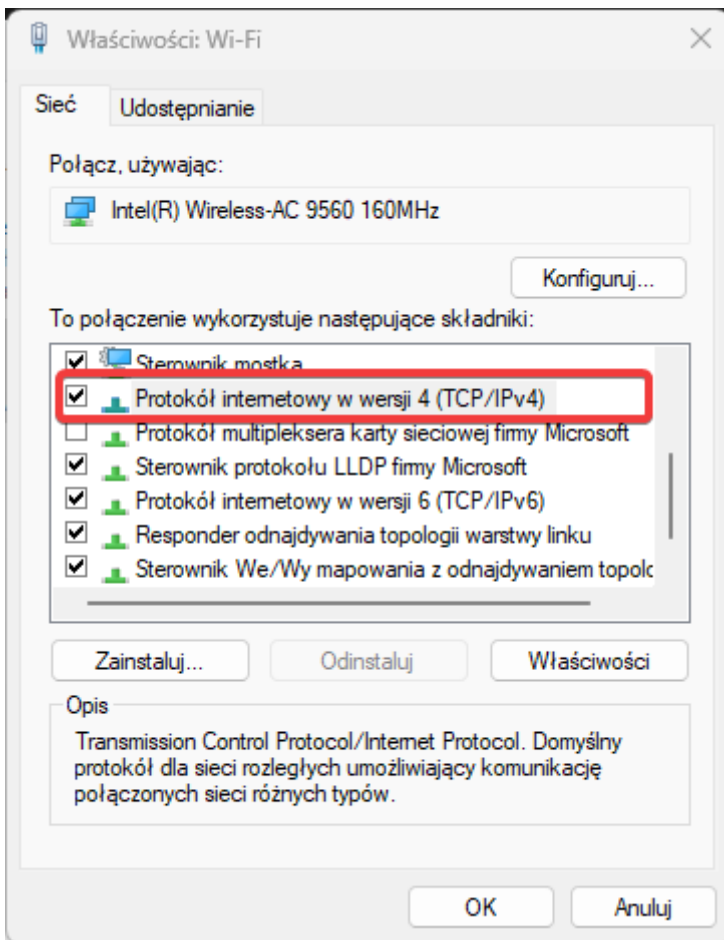 Właściwości: Wi-Fi
Sieć
Udostępnianie
Połącz, używając:
Intel(R) Wireless-AC 9560 160MHz
Konfiguruj...
To połączenie wykorzystuje następujące składniki:
Sterownik mostka
Protokół internetowy w wersji 4 (TCP/IPv4)
Protokół multipleksera karty sieciowej firmy Microsoft
Sterownik protokołu LLDP firmy Microsoft
Protokół internetowy w wersji 6 (TCP/IPv6)
Responder odnajdywania topologii warstwy linku
Sterownik We/Wy mapowania z odnajdywaniem topolo
Zainstaluj...
Odinstaluj
Właściwości
Opis
Transmission Control Protocol/Internet Protocol. Domyślny
protokół dla sieci rozległych umożliwiający komunikację
połączonych sieci różnych typów.
OK
Anuluj